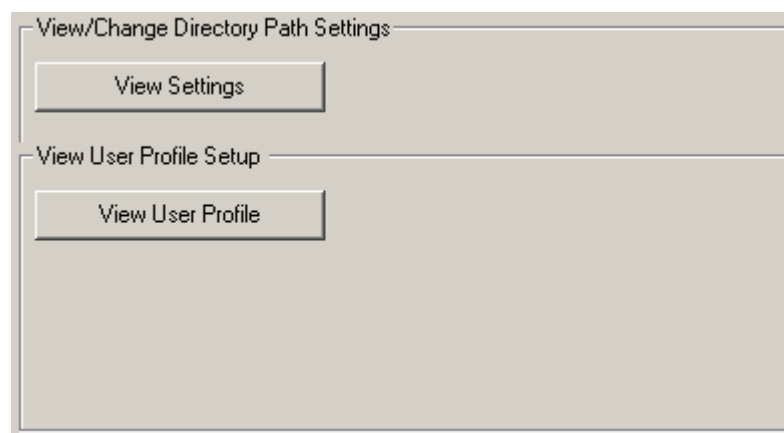 View/Change Directory Path Settings
View Settings
View User Profile Setup
View User Profile